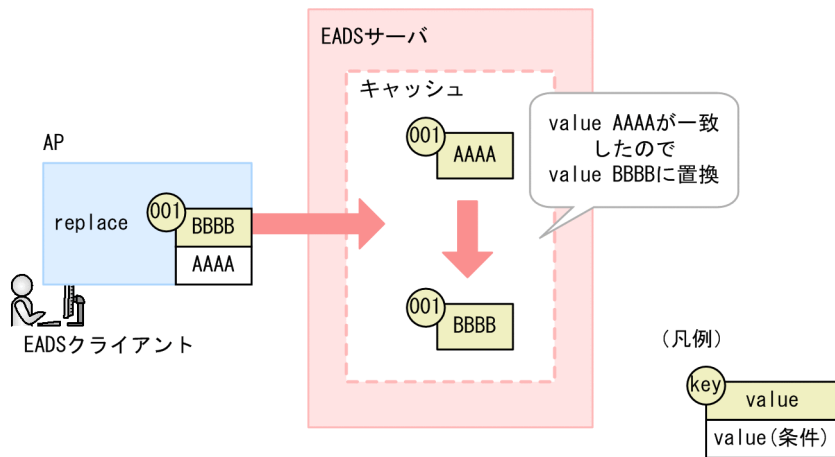 EADSサーバ
キャッシュ
001
AAAA
value AAAAが一致
したので
value BBBBに置換
AP
replace
001
BBBB
AAAA
EADSクライアント
001
BBBB
(凡例)
key
value
value(条件)